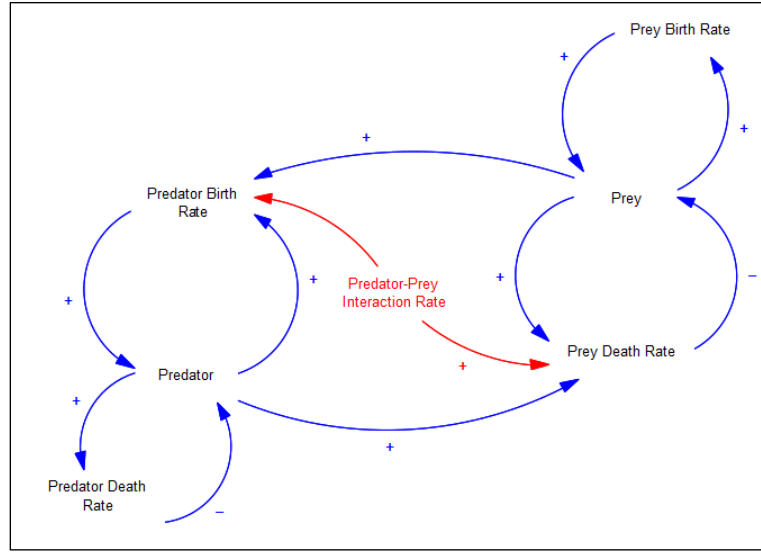 Prey Birth Rate
+
+
+
Predator Birth
Rate
Prey
+
+
+
−
Predator-Prey
Interaction Rate
Prey Death Rate
+
Predator
+
+
Predator Death
Rate
−